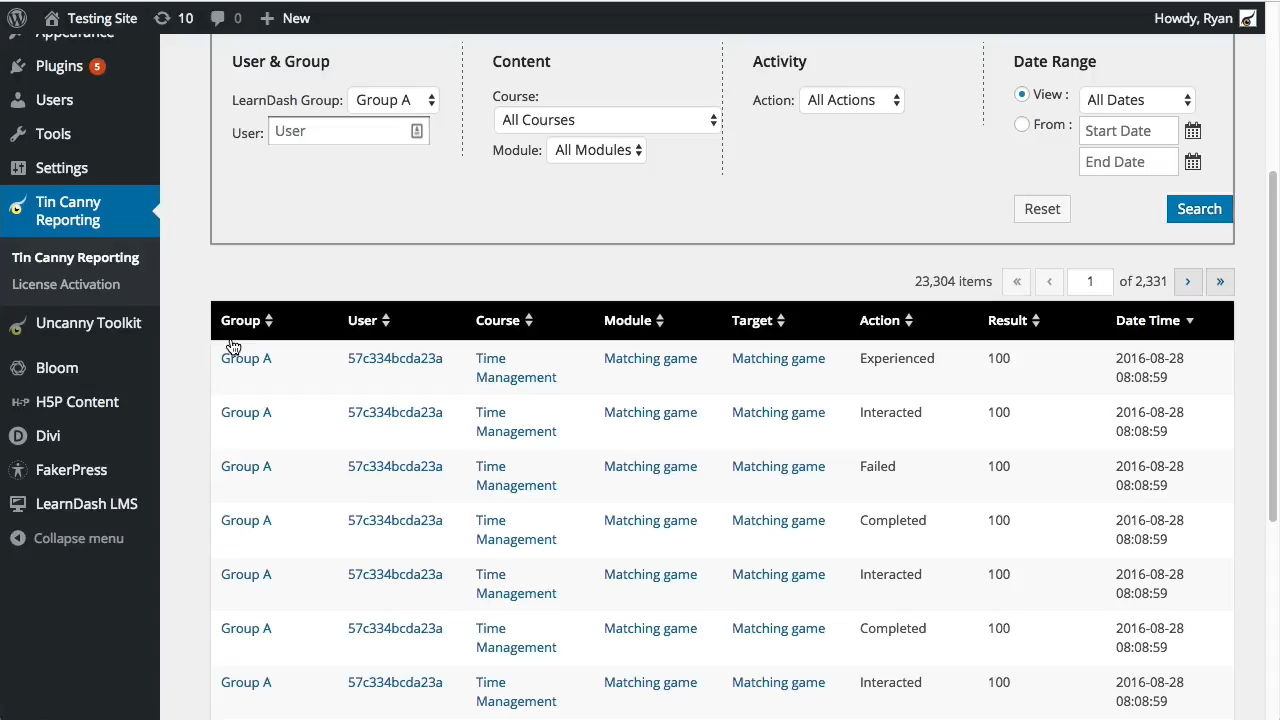 Testing Site 10 0 New Howdy, Ryan
Appearance
Plugins 5
Users
Tools
Settings
Tin Canny
Reporting
Tin Canny Reporting
License Activation
Uncanny Toolkit
Bloom
H5P H5P Content
Divi
FakerPress
LearnDash LMS
Collapse menu
User & Group
LearnDash Group: Group A
User: User
Content
Course:
All Courses
Module: All Modules
Activity
Action: All Actions
Date Range
View : All Dates
From : Start Date
End Date
Reset Search
23,304 items « ‹ 1 of 2,331 › »
Group User Course Module Target Action Result Date Time
Group A 57c334bcda23a Time Matching game Matching game Experienced 100 2016-08-28
Management 08:08:59
Group A 57c334bcda23a Time Matching game Matching game Interacted 100 2016-08-28
Management 08:08:59
Group A 57c334bcda23a Time Matching game Matching game Failed 100 2016-08-28
Management 08:08:59
Group A 57c334bcda23a Time Matching game Matching game Completed 100 2016-08-28
Management 08:08:59
Group A 57c334bcda23a Time Matching game Matching game Interacted 100 2016-08-28
Management 08:08:59
Group A 57c334bcda23a Time Matching game Matching game Completed 100 2016-08-28
Management 08:08:59
Group A 57c334bcda23a Time Matching game Matching game Interacted 100 2016-08-28
Management 08:08:59